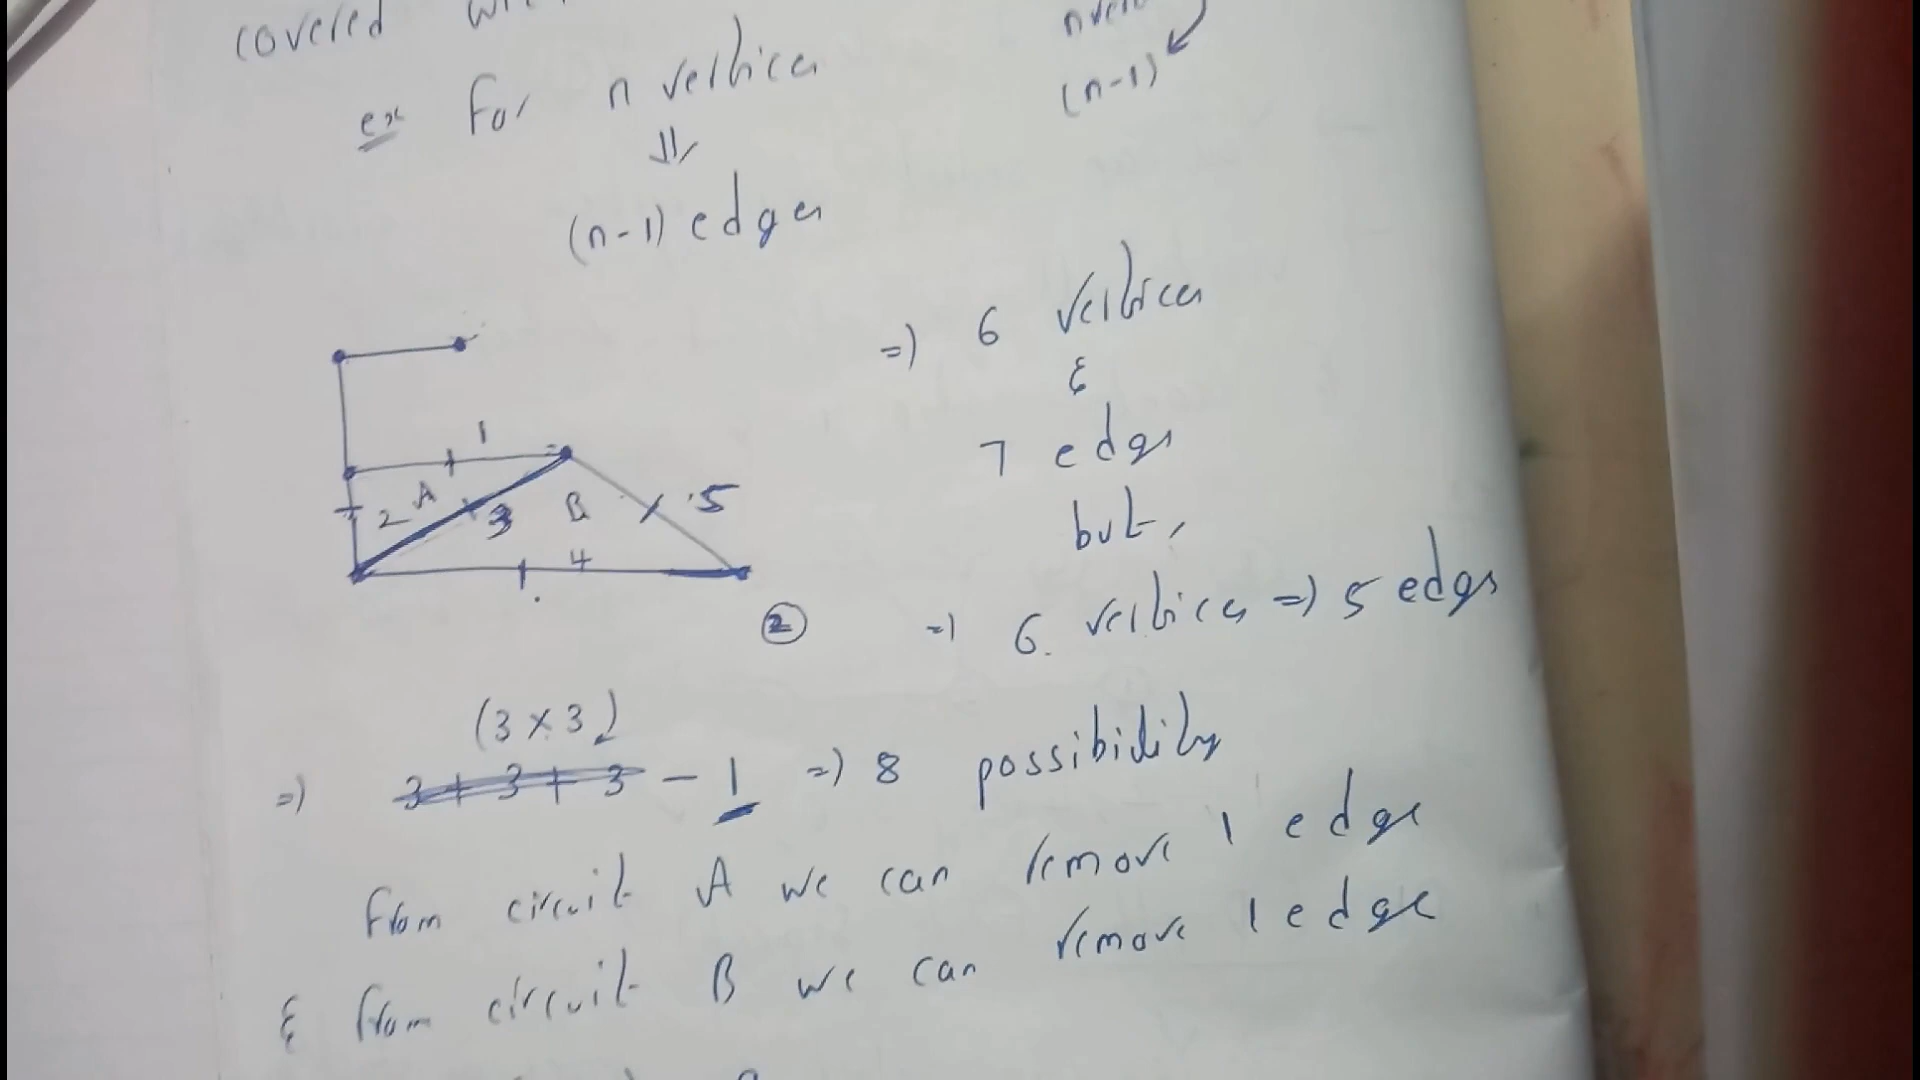 covered
ex For n vertices
(n-1)
⇓
(n-1) edges
=) 6 vertices
&
7 edgs
but,
1
2 A 3 B 5
4
② =) 6. vertices =) 5 edgs
(3 x 3)
=) 3 + 3 + 3 - 1 =) 8 possibility
From circuit A we can remove 1 edge
& from circuit B we can remove 1 edge